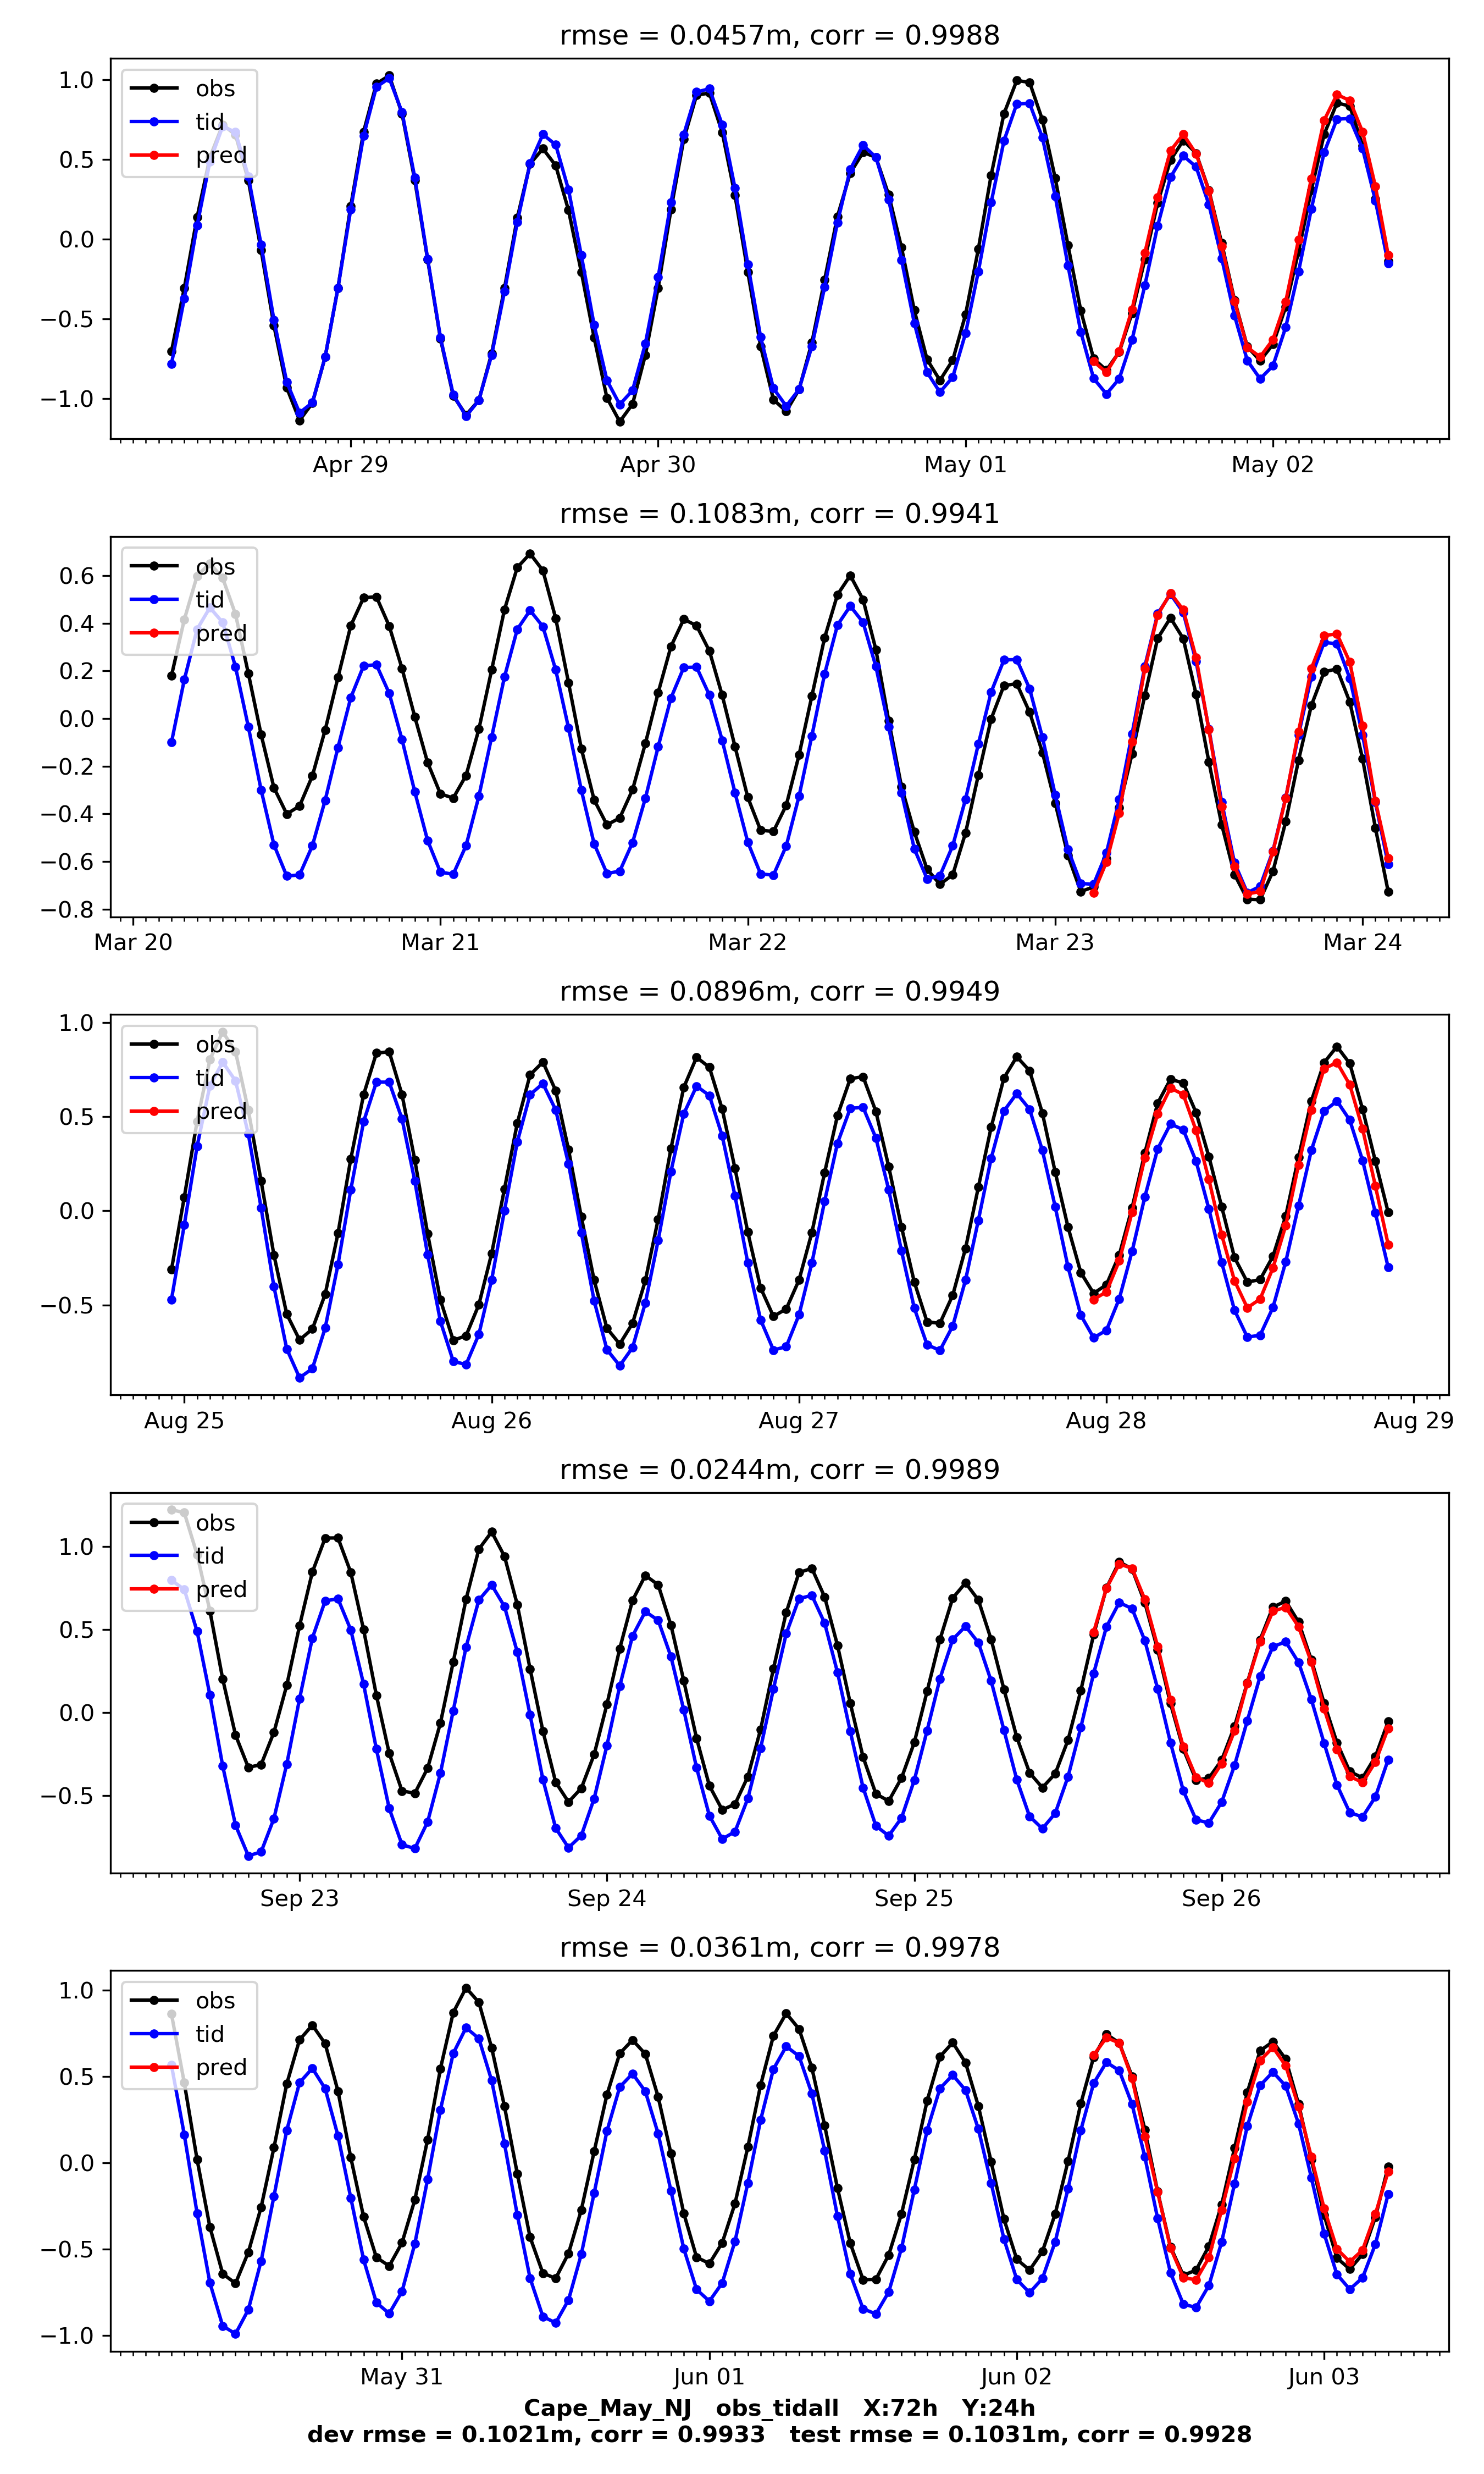 rmse = 0.0457m, corr = 0.9988
1.0
0.5
0.0
−0.5
−1.0
obs
tid
pred
Apr 29 Apr 30 May 01 May 02
rmse = 0.1083m, corr = 0.9941
0.6
0.4
0.2
0.0
−0.2
−0.4
−0.6
−0.8
obs
tid
pred
Mar 20 Mar 21 Mar 22 Mar 23 Mar 24
rmse = 0.0896m, corr = 0.9949
1.0
0.5
0.0
−0.5
obs
tid
pred
Aug 25 Aug 26 Aug 27 Aug 28 Aug 29
rmse = 0.0244m, corr = 0.9989
1.0
0.5
0.0
−0.5
obs
tid
pred
Sep 23 Sep 24 Sep 25 Sep 26
rmse = 0.0361m, corr = 0.9978
1.0
0.5
0.0
−0.5
−1.0
obs
tid
pred
May 31 Jun 01 Jun 02 Jun 03
Cape_May_NJ obs_tidall X:72h Y:24h
dev rmse = 0.1021m, corr = 0.9933 test rmse = 0.1031m, corr = 0.9928